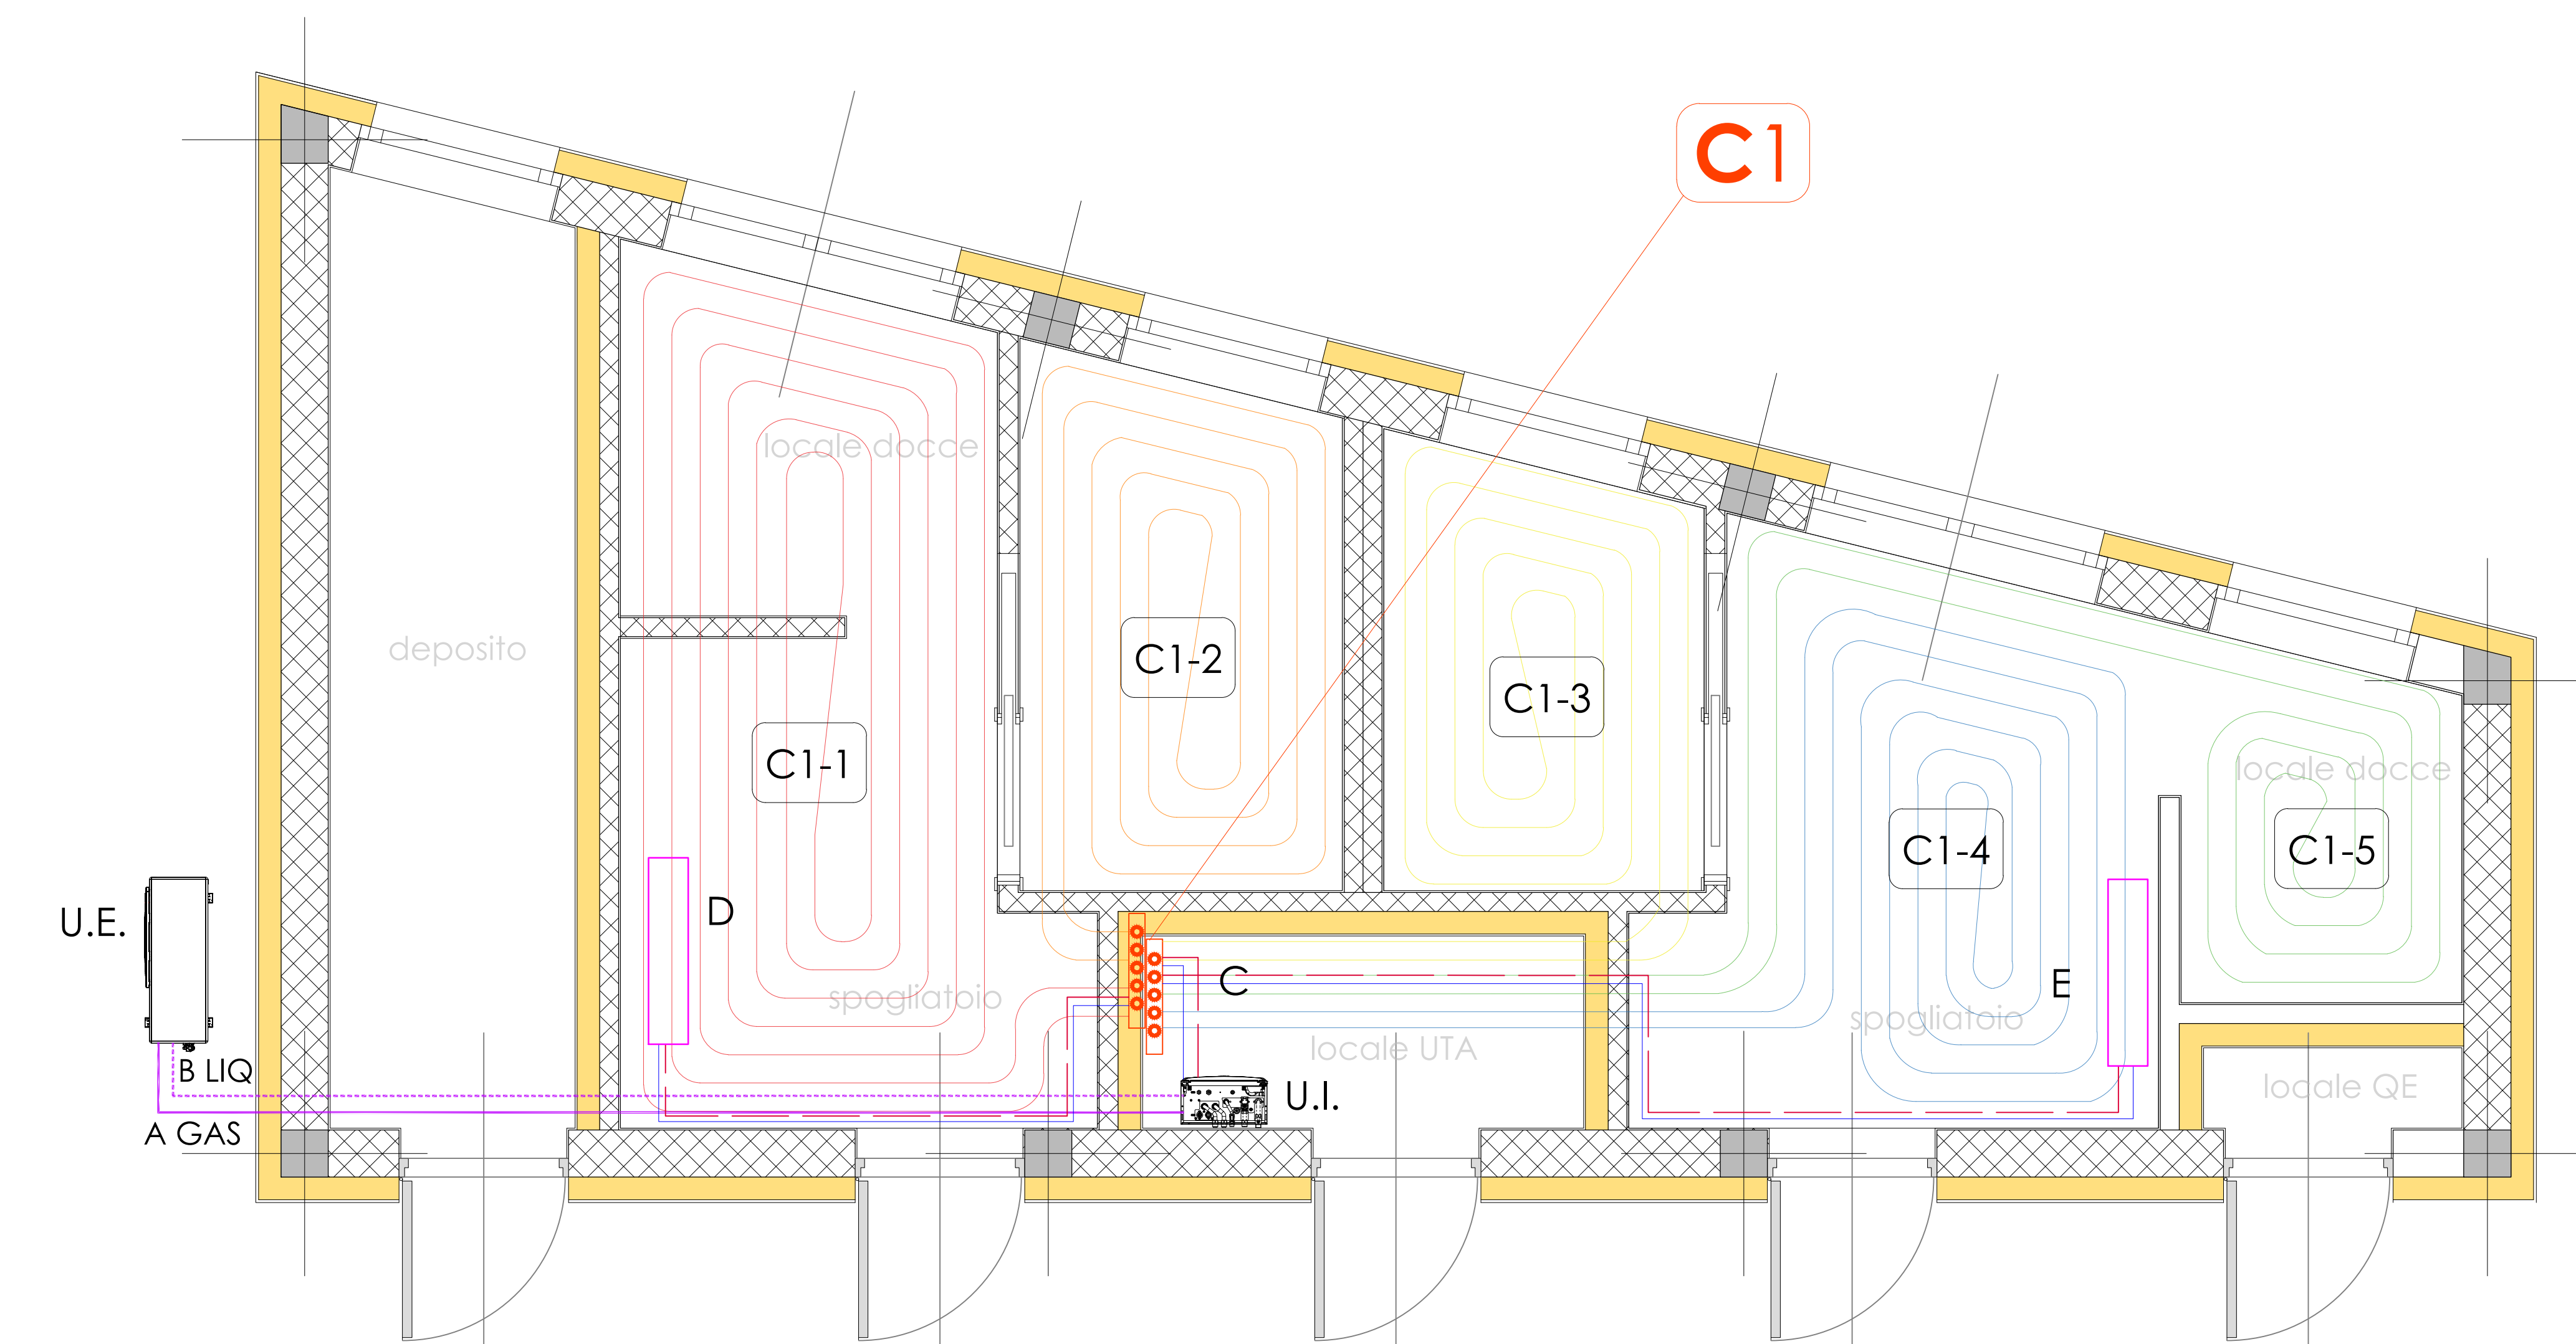 C1
locale docce
deposito
C1-2
C1-3
C1-1
locale docce
C1-4
C1-5
D
U.E.
C
E
spogliatoio
spogliatoio
locale UTA
B LIQ
U.I.
locale QE
A GAS